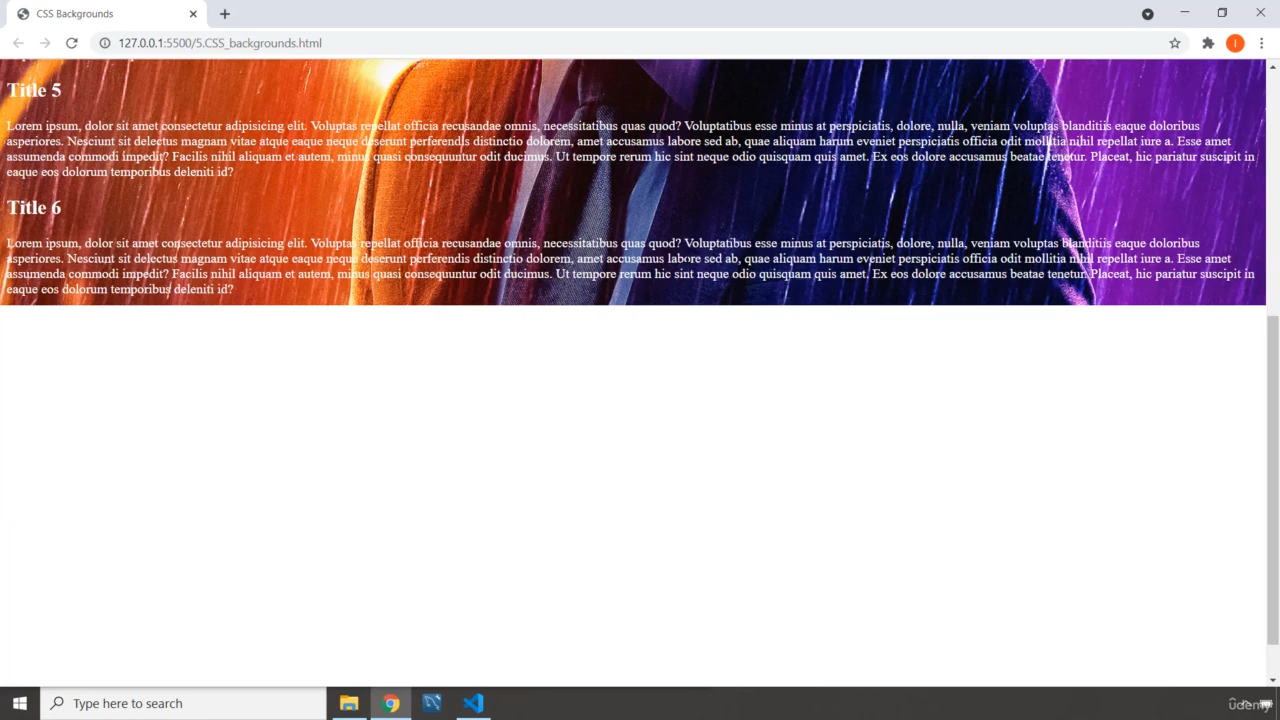 CSS Backgrounds
127.0.0.1:5500/5.CSS_backgrounds.html
I
Title 5
Lorem ipsum, dolor sit amet consectetur adipisicing elit. Voluptas repellat officia recusandae omnis, necessitatibus quas quod? Voluptatibus esse minus at perspiciatis, dolore, nulla, veniam voluptas blanditiis eaque doloribus
asperiores. Nesciunt sit delectus magnam vitae atque eaque neque deserunt perferendis distinctio dolorem, amet accusamus labore sed ab, quae aliquam harum eveniet perspiciatis officia odit mollitia nihil repellat iure a. Esse amet
assumenda commodi impedit? Facilis nihil aliquam et autem, minus quasi consequuntur odit ducimus. Ut tempore rerum hic sint neque odio quisquam quis amet. Ex eos dolore accusamus beatae tenetur. Placeat, hic pariatur suscipit in
eaque eos dolorum temporibus deleniti id?
Title 6
Lorem ipsum, dolor sit amet consectetur adipisicing elit. Voluptas repellat officia recusandae omnis, necessitatibus quas quod? Voluptatibus esse minus at perspiciatis, dolore, nulla, veniam voluptas blanditiis eaque doloribus
asperiores. Nesciunt sit delectus magnam vitae atque eaque neque deserunt perferendis distinctio dolorem, amet accusamus labore sed ab, quae aliquam harum eveniet perspiciatis officia odit mollitia nihil repellat iure a. Esse amet
assumenda commodi impedit? Facilis nihil aliquam et autem, minus quasi consequuntur odit ducimus. Ut tempore rerum hic sint neque odio quisquam quis amet. Ex eos dolore accusamus beatae tenetur. Placeat, hic pariatur suscipit in
eaque eos dolorum temporibus deleniti id?
Type here to search
udemy